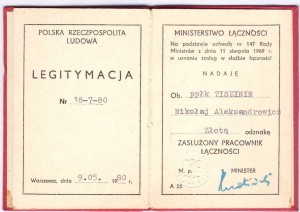 POLSKA RZECZPOSPOLITA
LUDOWA
LEGITYMACJA
Nr 18-7-80
Warszawa, dnia 9.05. 1980 r.
MINISTERSTWO ŁĄCZNOŚCI
Na podstawie uchwały nr 147 Rady
Ministrów z dnia 11 sierpnia 1969 r.
w uznaniu zasług w służbie łączności
NADAJE
Ob. ppłk TISZININ
Nikołaj Aleksandrowicz
Złotą odznakę
ZASŁUŻONY PRACOWNIK
ŁĄCZNOŚCI
M. p. MINISTER
A 25